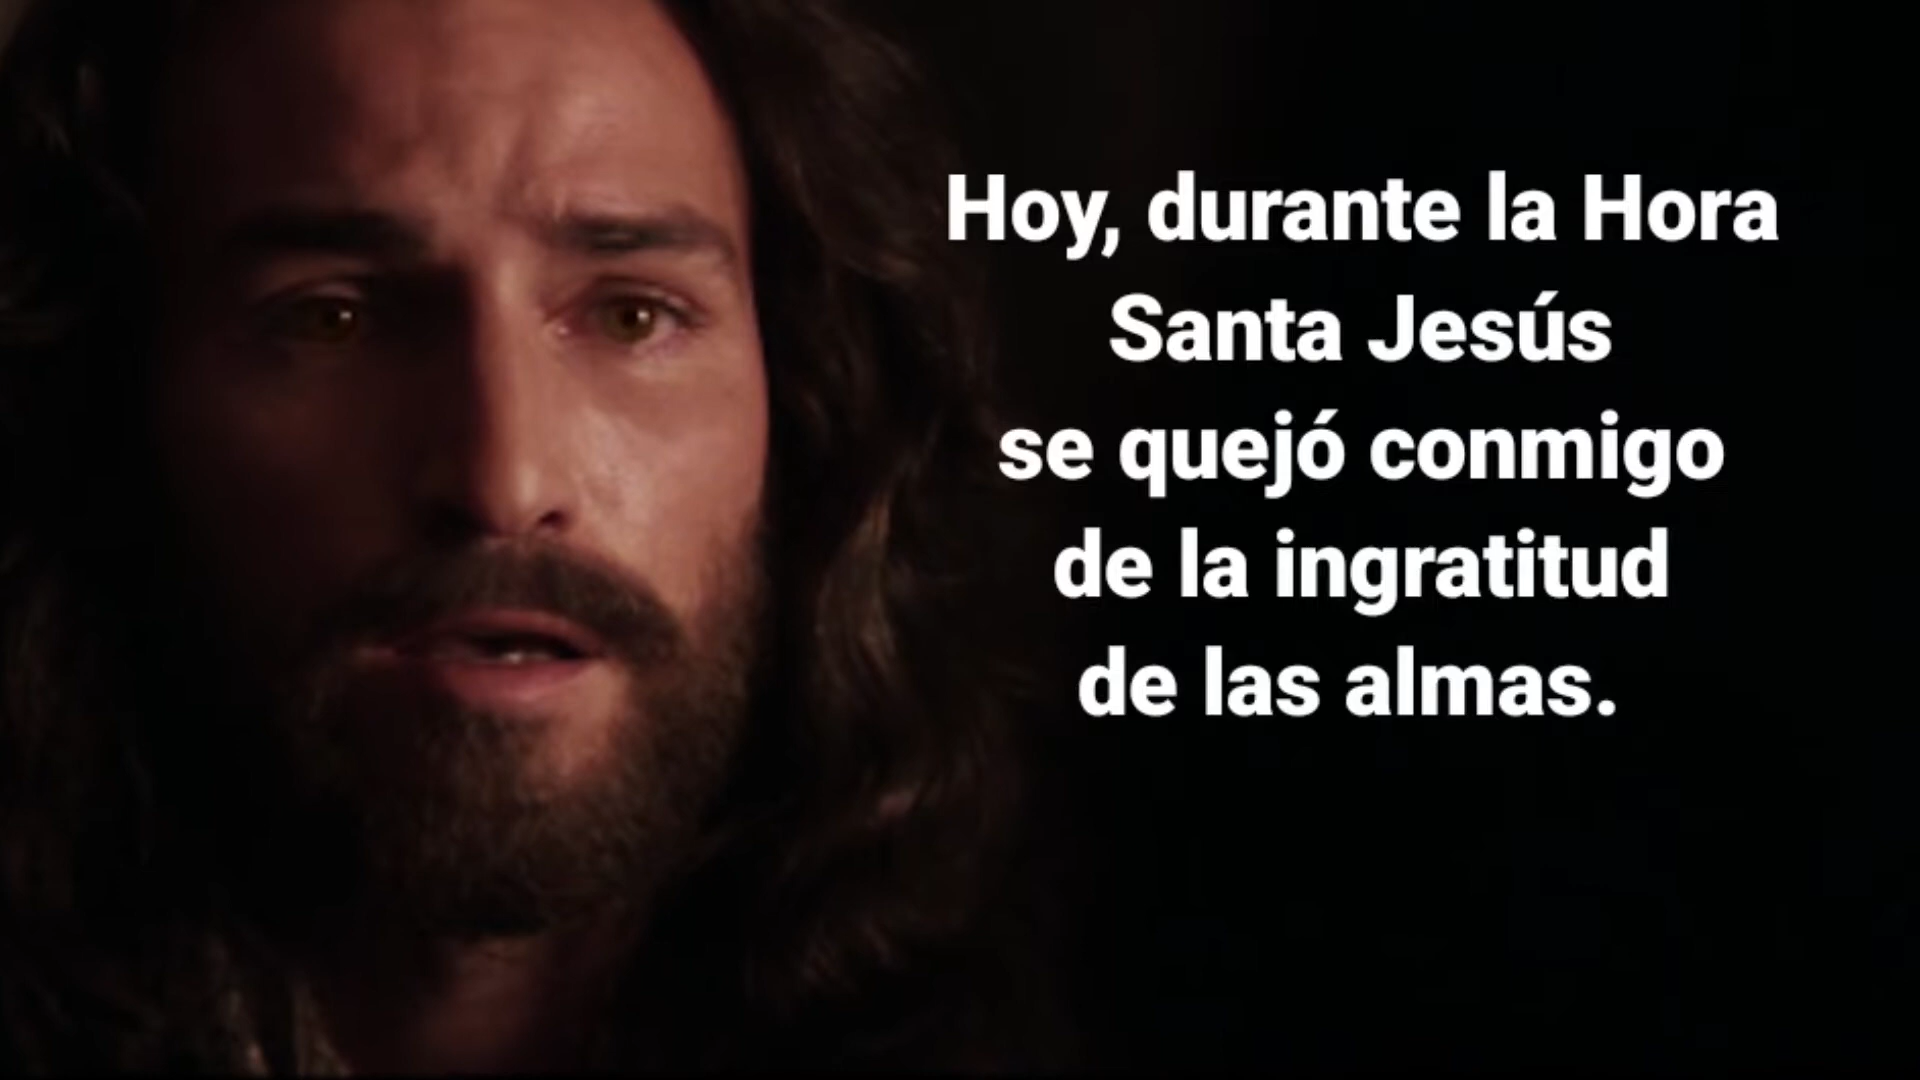 Hoy, durante la Hora
Santa Jesús
se quejó conmigo
de la ingratitud
de las almas.